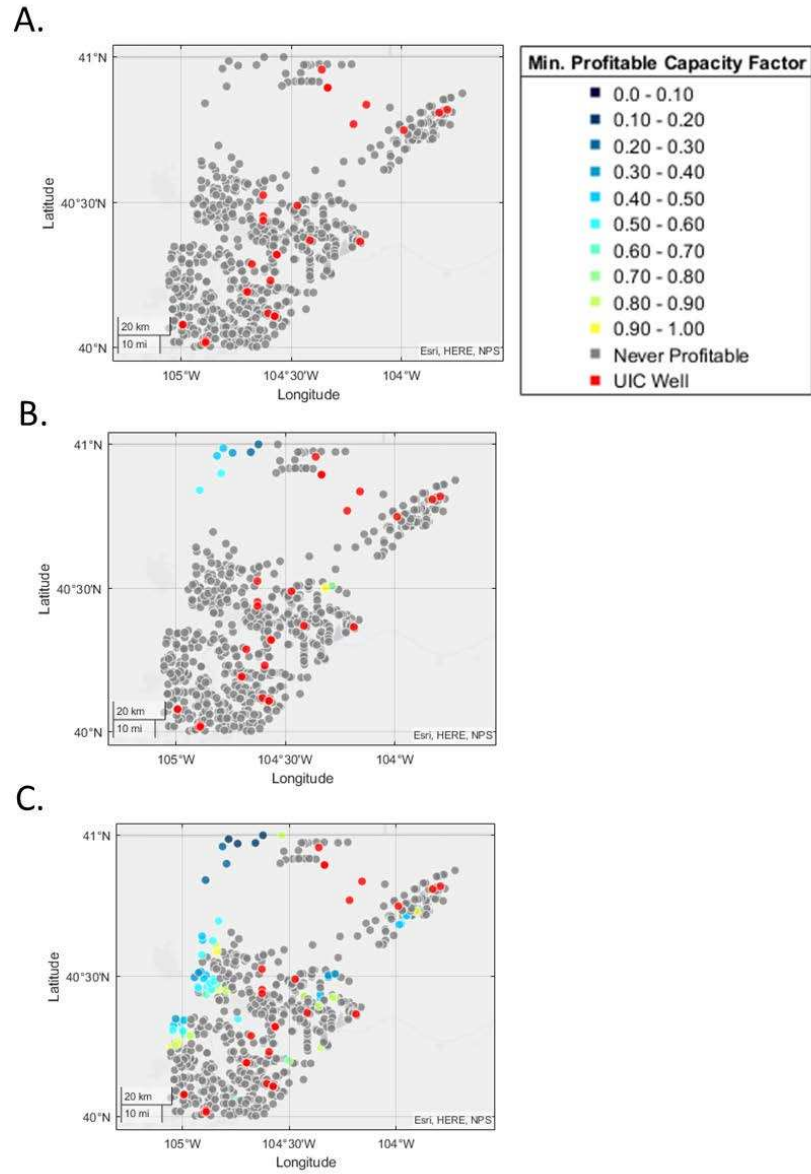 A.
41°N
40°30'N
40°N
Latitude
20 km
10 mi
Esri, HERE, NPS
105°W
104°30'W
104°W
Longitude
Min. Profitable Capacity Factor
0.0 - 0.10
0.10 - 0.20
0.20 - 0.30
0.30 - 0.40
0.40 - 0.50
0.50 - 0.60
0.60 - 0.70
0.70 - 0.80
0.80 - 0.90
0.90 - 1.00
Never Profitable
UIC Well
B.
41°N
40°30'N
40°N
Latitude
20 km
10 mi
Esri, HERE, NPS
105°W
104°30'W
104°W
Longitude
C.
41°N
40°30'N
40°N
Latitude
20 km
10 mi
Esri, HERE, NPS
105°W
104°30'W
104°W
Longitude